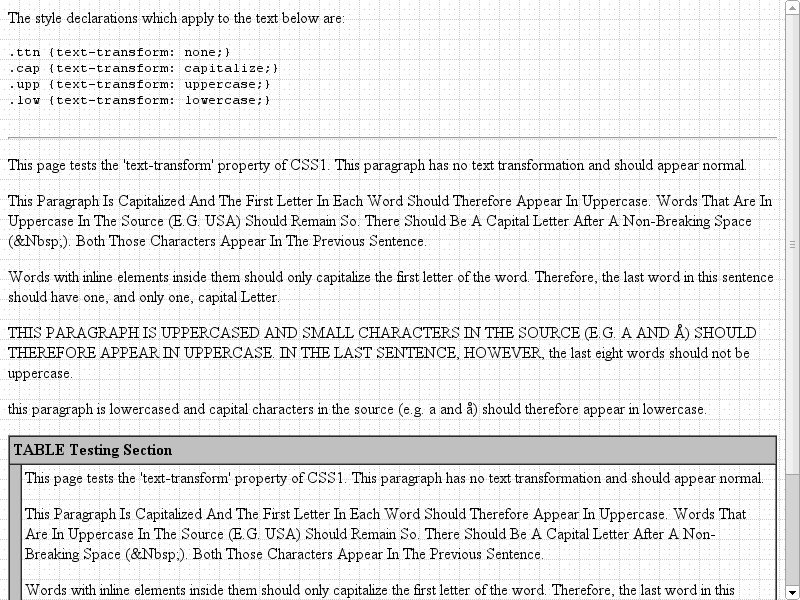 The style declarations which apply to the text below are:
.ttn {text-transform: none;}
.cap {text-transform: capitalize;}
.upp {text-transform: uppercase;}
.low {text-transform: lowercase;}
This page tests the 'text-transform' property of CSS1. This paragraph has no text transformation and should appear normal.
This Paragraph Is Capitalized And The First Letter In Each Word Should Therefore Appear In Uppercase. Words That Are In
Uppercase In The Source (E.G. USA) Should Remain So. There Should Be A Capital Letter After A Non-Breaking Space
(&Nbsp;). Both Those Characters Appear In The Previous Sentence.
Words with inline elements inside them should only capitalize the first letter of the word. Therefore, the last word in this sentence
should have one, and only one, capital Letter.
THIS PARAGRAPH IS UPPERCASED AND SMALL CHARACTERS IN THE SOURCE (E.G. A AND Å) SHOULD
THEREFORE APPEAR IN UPPERCASE. IN THE LAST SENTENCE, HOWEVER, the last eight words should not be
uppercase.
this paragraph is lowercased and capital characters in the source (e.g. a and å) should therefore appear in lowercase.
TABLE Testing Section
This page tests the 'text-transform' property of CSS1. This paragraph has no text transformation and should appear normal.
This Paragraph Is Capitalized And The First Letter In Each Word Should Therefore Appear In Uppercase. Words That
Are In Uppercase In The Source (E.G. USA) Should Remain So. There Should Be A Capital Letter After A Non-
Breaking Space (&Nbsp;). Both Those Characters Appear In The Previous Sentence.
Words with inline elements inside them should only capitalize the first letter of the word. Therefore, the last word in this